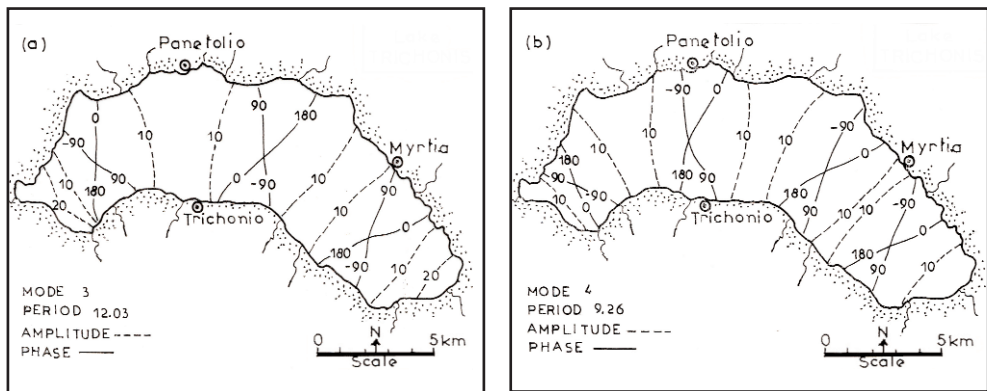 (a)
Panetolio
0
90
180
-90
10
10
Myrtia
10
90
10
180
90
0
-90
20
Trichonio
10
0
180
-90
10
20
MODE 3
PERIOD 12.03
AMPLITUDE ----
PHASE ——
N
0 5km
Scale
(b)
Panetolio
-90
0
-90
10
10
10
Myrtia
0
180
90
-90
180
10
0
180
90
Trichonio
90
10
10
-90
0
180
90
10
MODE 4
PERIOD 9.26
AMPLITUDE ----
PHASE ——
N
0 5km
Scale